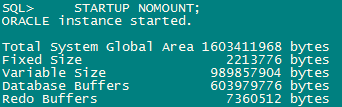 SQL>     STARTUP NOMOUNT;
ORACLE instance started.
Total System Global Area 1603411968 bytes
Fixed Size                  2213776 bytes
Variable Size             989857904 bytes
Database Buffers          603979776 bytes
Redo Buffers                7360512 bytes